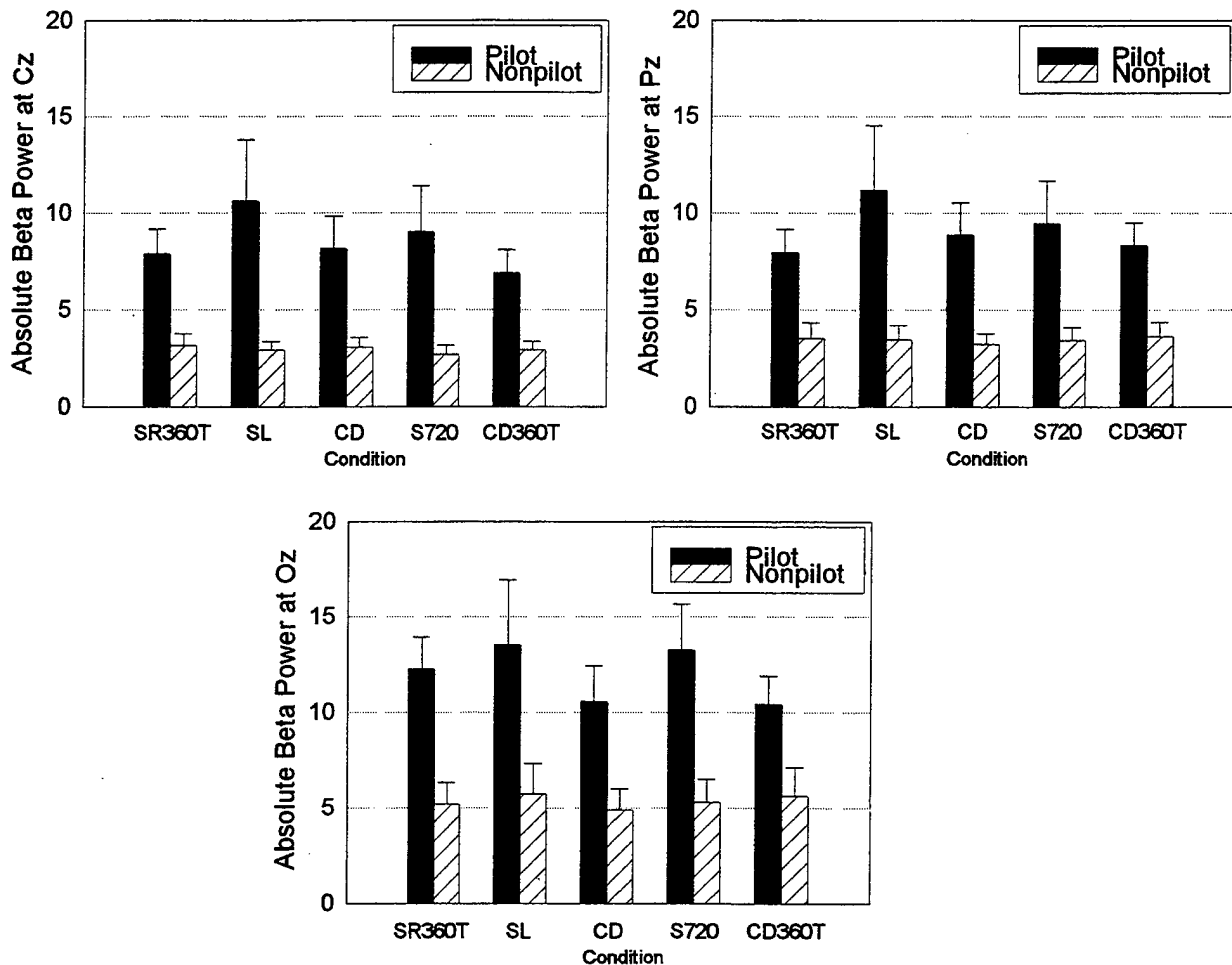 Absolute Beta Power at Cz
20
15
10
5
0
Pilot
Nonpilot
SR360T SL CD S720 CD360T
Condition
Absolute Beta Power at Pz
20
15
10
5
0
Pilot
Nonpilot
SR360T SL CD S720 CD360T
Condition
Absolute Beta Power at Oz
20
15
10
5
0
Pilot
Nonpilot
SR360T SL CD S720 CD360T
Condition